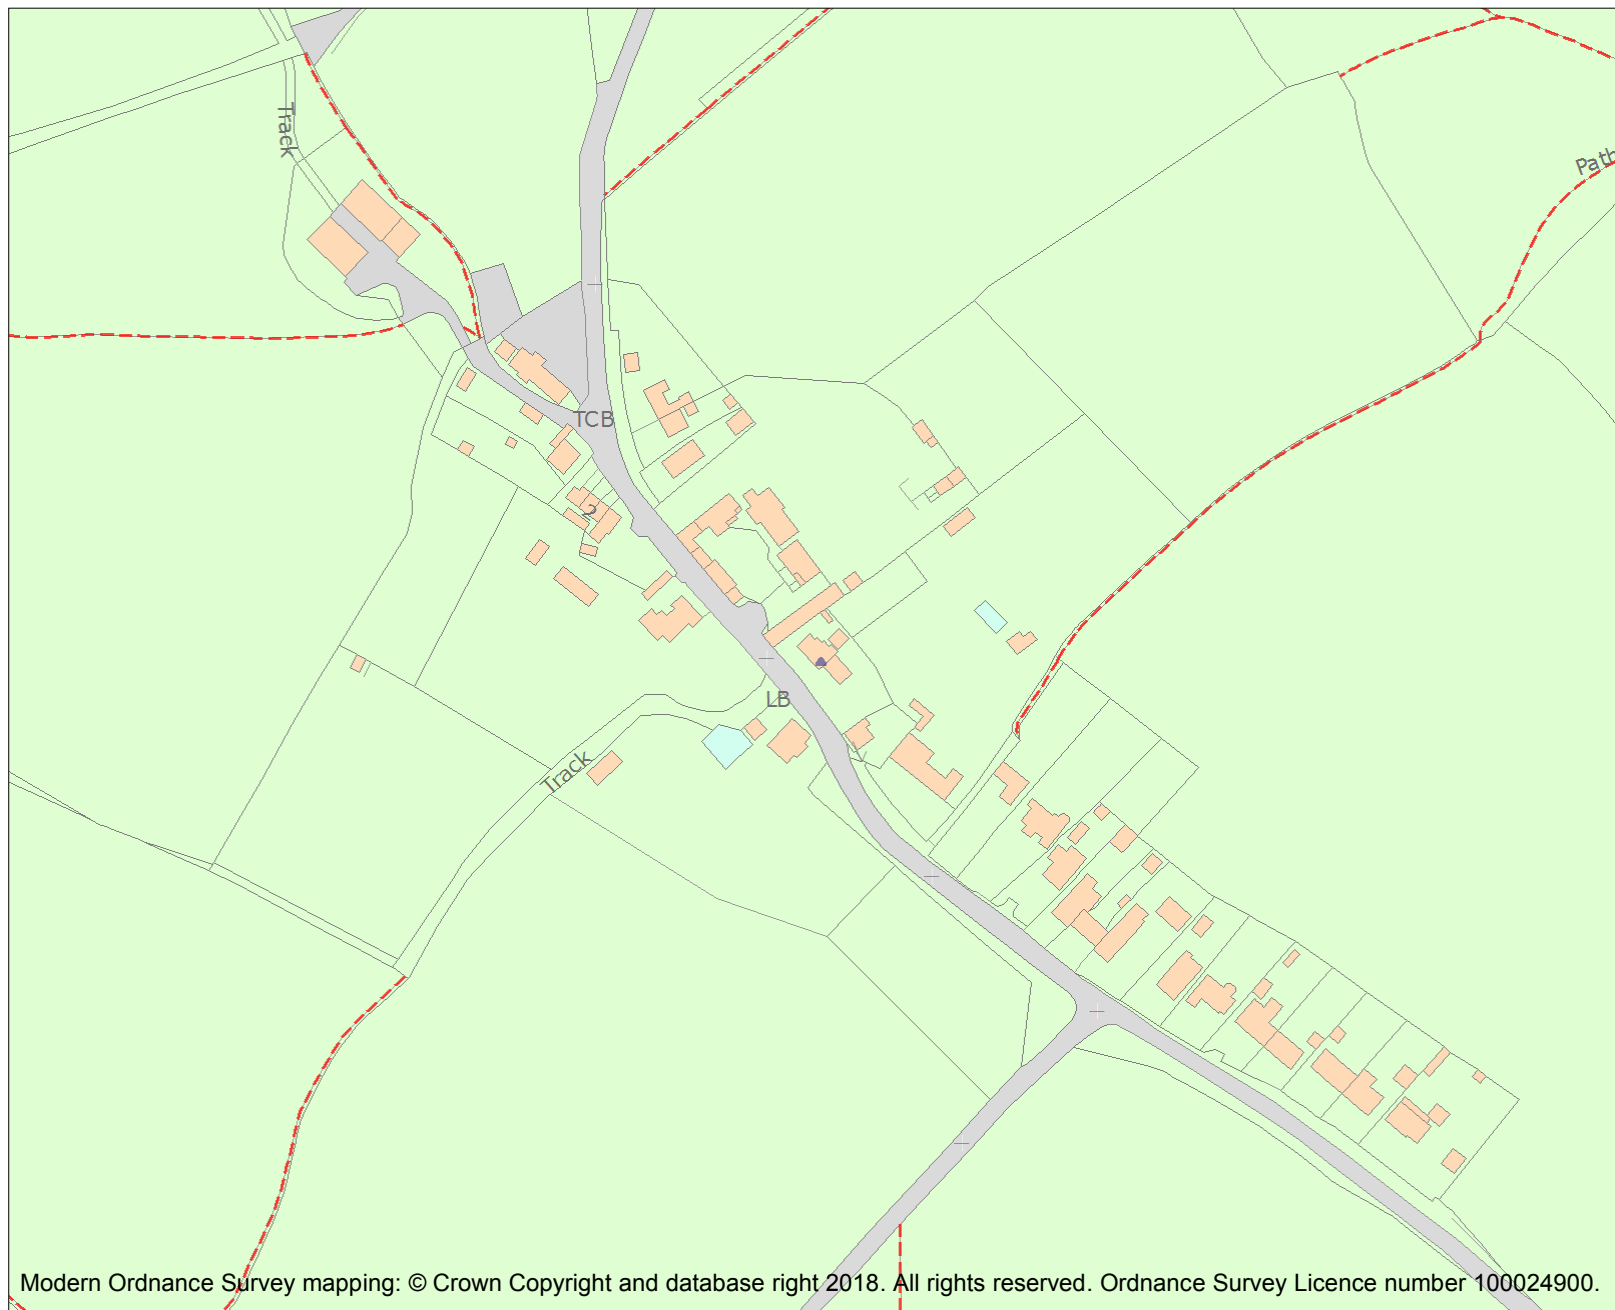 Track
Path
TCB
2
LB
Track
Modern Ordnance Survey mapping: © Crown Copyright and database right 2018. All rights reserved. Ordnance Survey Licence number 100024900.